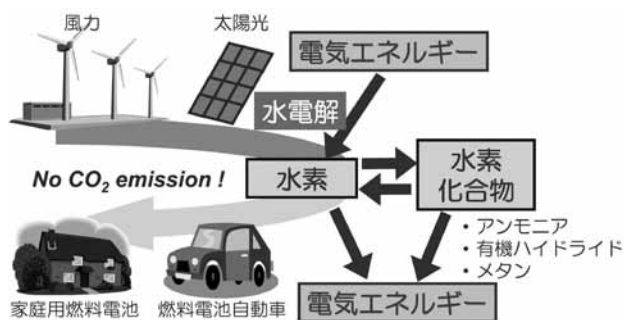 風力
太陽光
電気エネルギー
水電解
No CO₂ emission !
水素
水素
化合物
・アンモニア
・有機ハイドライド
・メタン
家庭用燃料電池
燃料電池自動車
電気エネルギー